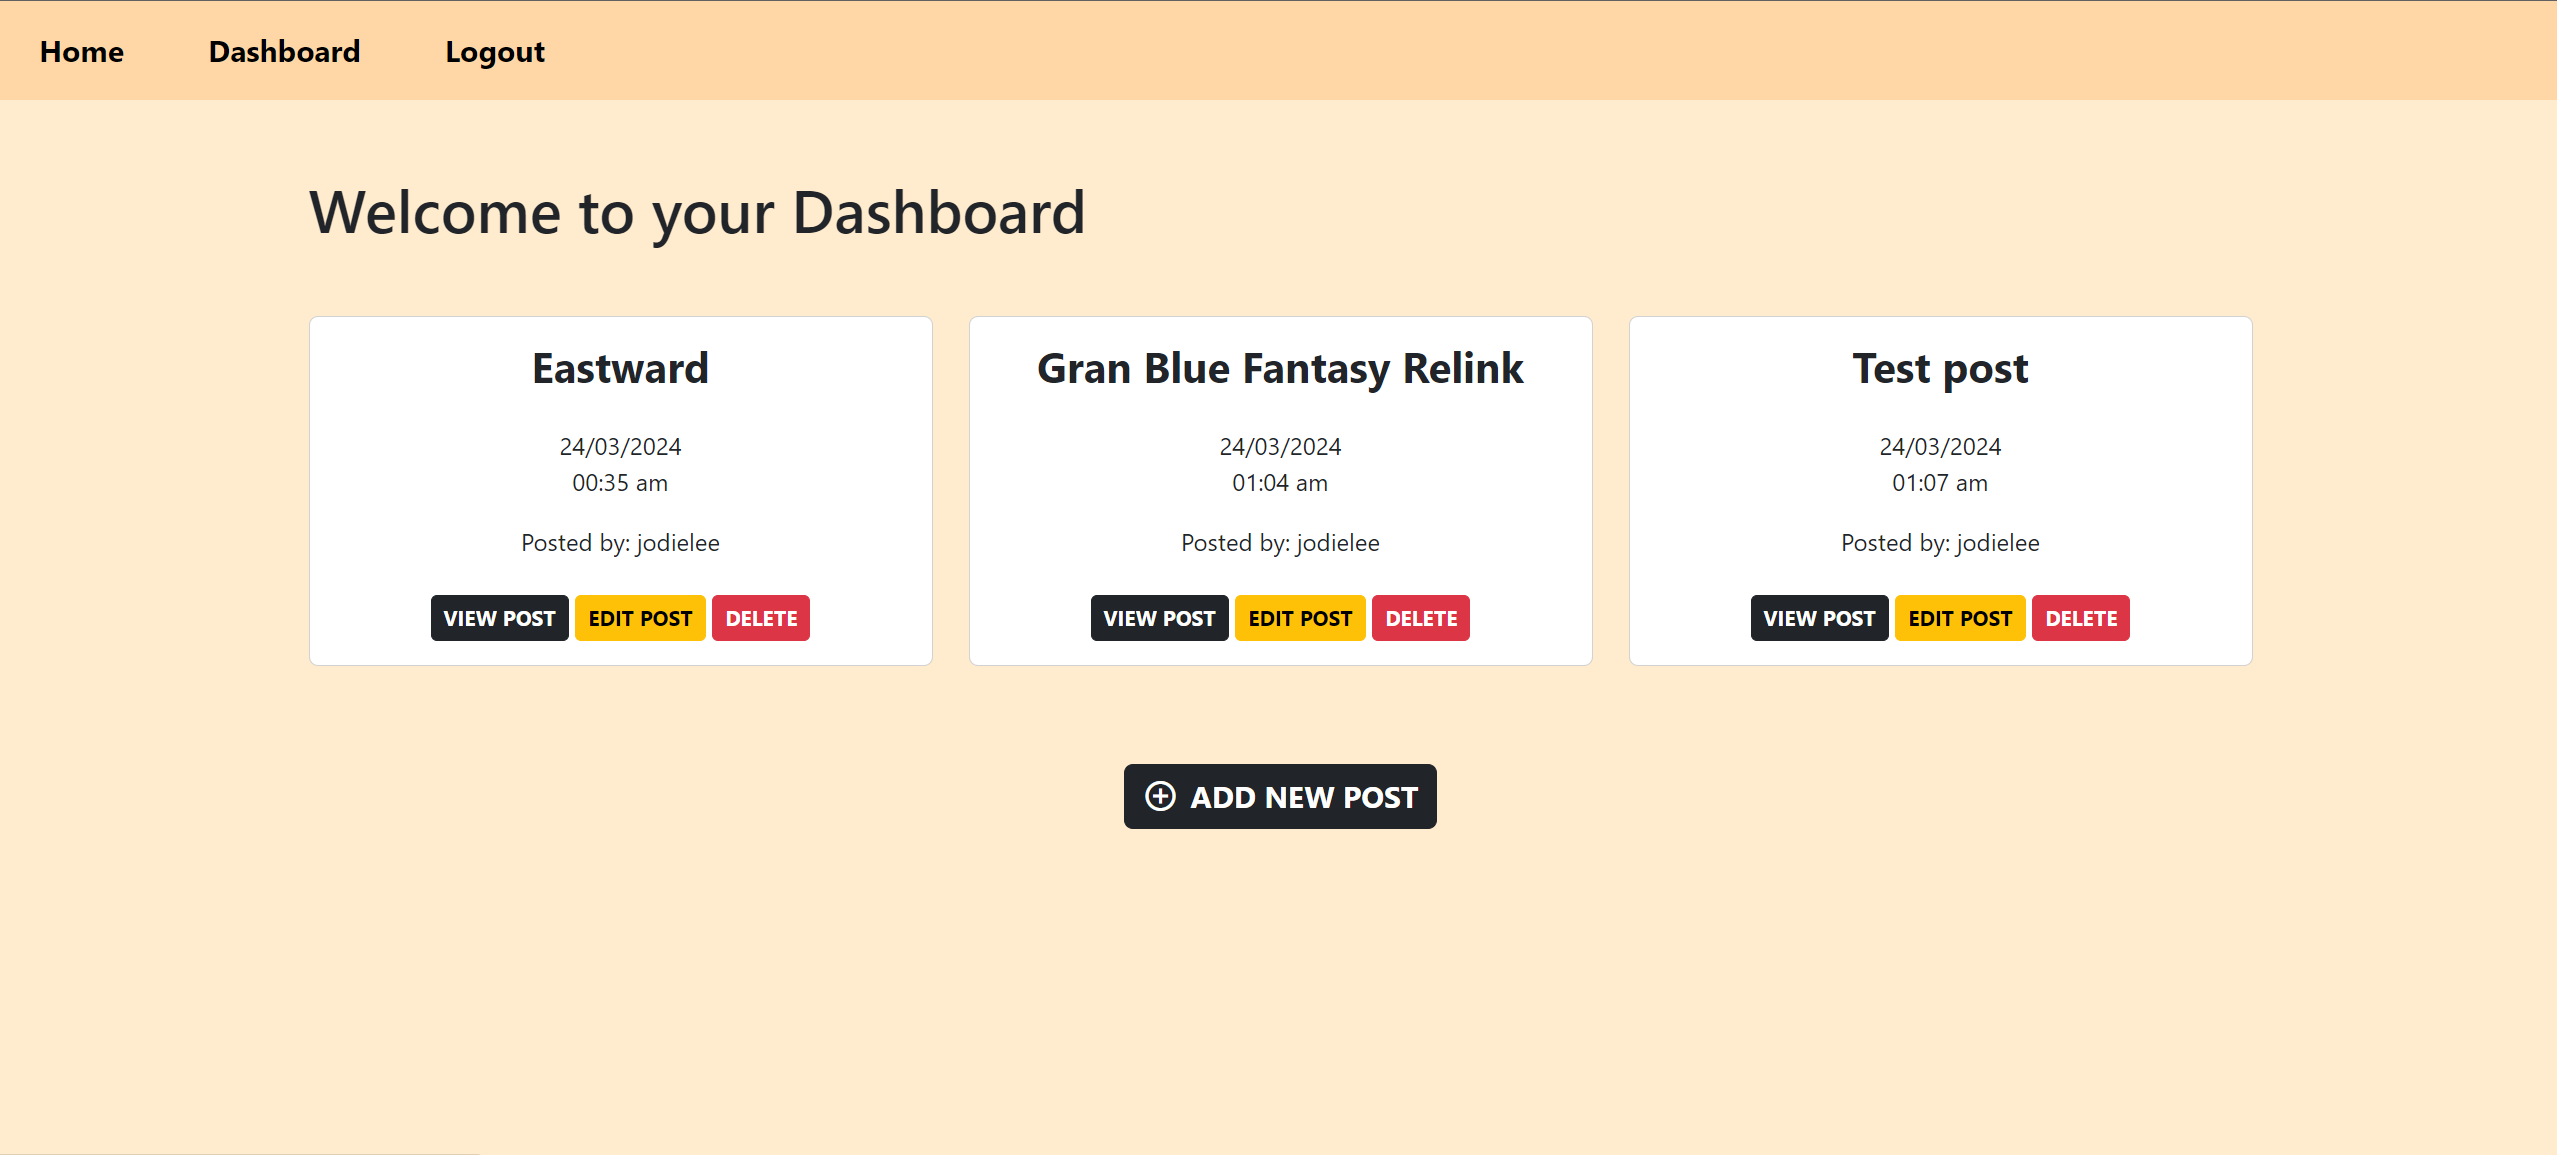 Home Dashboard Logout
Welcome to your Dashboard
Eastward
24/03/2024
00:35 am
Posted by: jodielee
VIEW POST EDIT POST DELETE
Gran Blue Fantasy Relink
24/03/2024
01:04 am
Posted by: jodielee
VIEW POST EDIT POST DELETE
Test post
24/03/2024
01:07 am
Posted by: jodielee
VIEW POST EDIT POST DELETE
ADD NEW POST